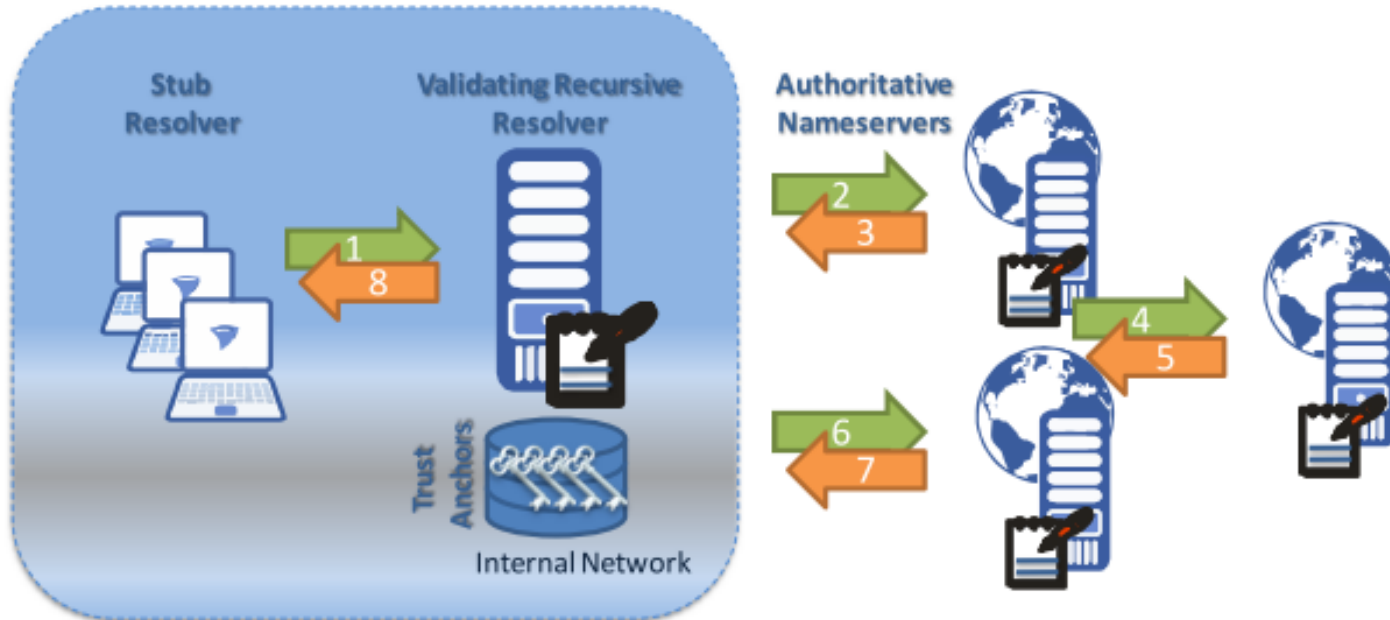 Stub
Resolver
Validating Recursive
Resolver
Authoritative
Nameservers
1
8
2
3
4
5
6
7
Trust
Anchors
Internal Network